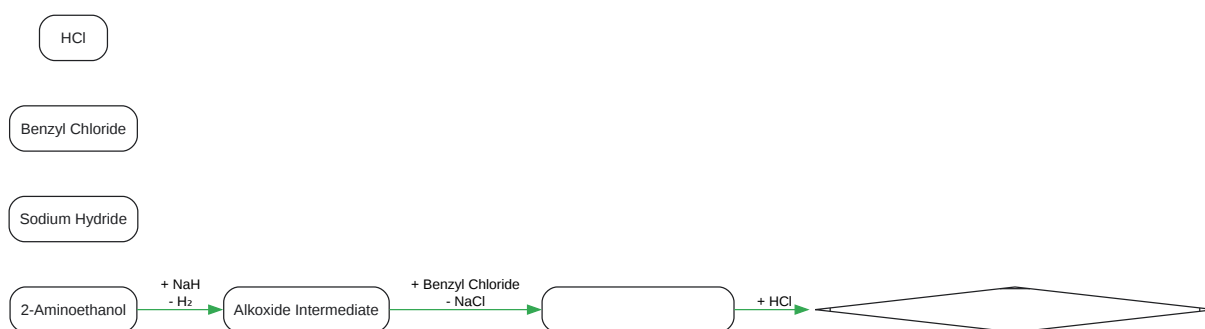 HCl
Benzyl Chloride
Sodium Hydride
2-Aminoethanol
+ NaH
- H₂
Alkoxide Intermediate
+ Benzyl Chloride
- NaCl
+ HCl